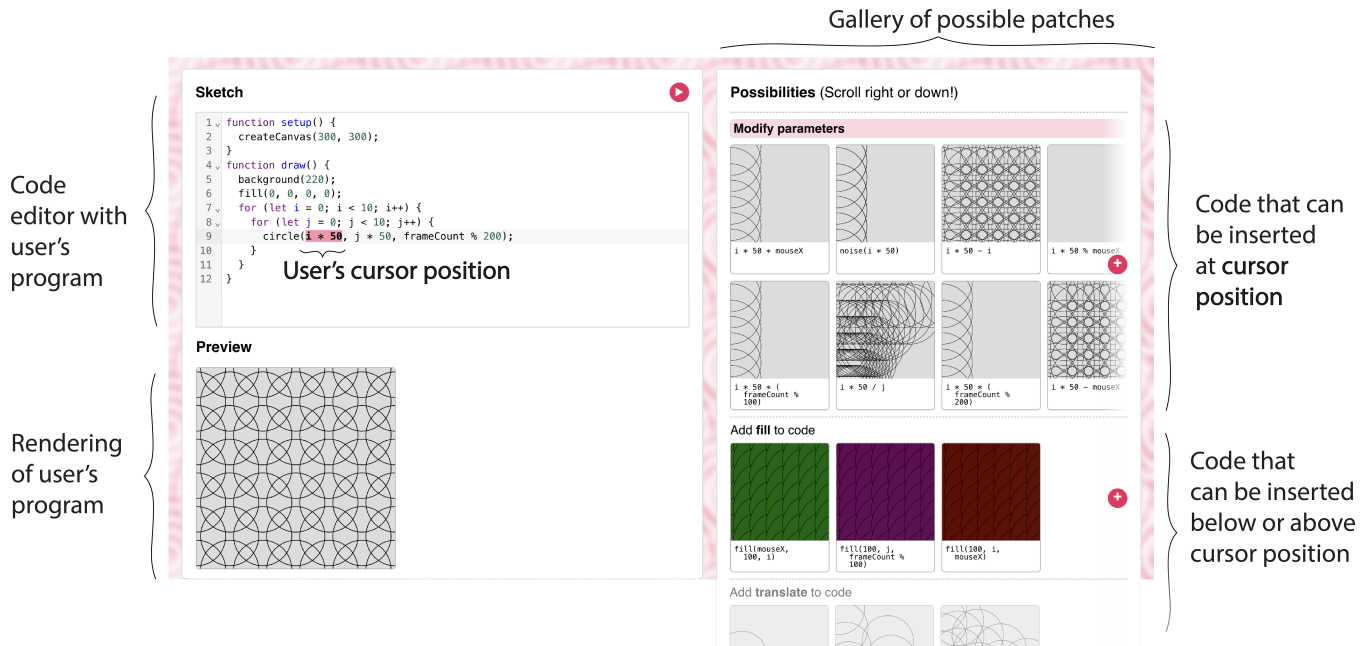 Gallery of possible patches
Code
editor with
user's
program
Rendering
of user's
program
Sketch
1 function setup() {
2 createCanvas(300, 300);
3 }
4 function draw() {
5 background(220);
6 fill(0, 0, 0, 0);
7 for (let i = 0; i < 10; i++) {
8 for (let j = 0; j < 10; j++) {
9 circle(i * 50, j * 50, frameCount % 200);
10 }
11 }
12 }
User's cursor position
Preview
Possibilities (Scroll right or down!)
Modify parameters
i * 50 * mouseX
noise(i * 50)
i * 50 - i
i * 50 % mouseX
+
i * 50 * (
frameCount %
100)
i * 50 / j
i * 50 * (
frameCount %
200)
i * 50 - mouseX
Add fill to code
fill(mouseX,
100, i)
fill(100, j,
frameCount %
100)
fill(100, i,
mouseX)
+
Add translate to code
Code that can
be inserted
at cursor
position
Code that
can be inserted
below or above
cursor position